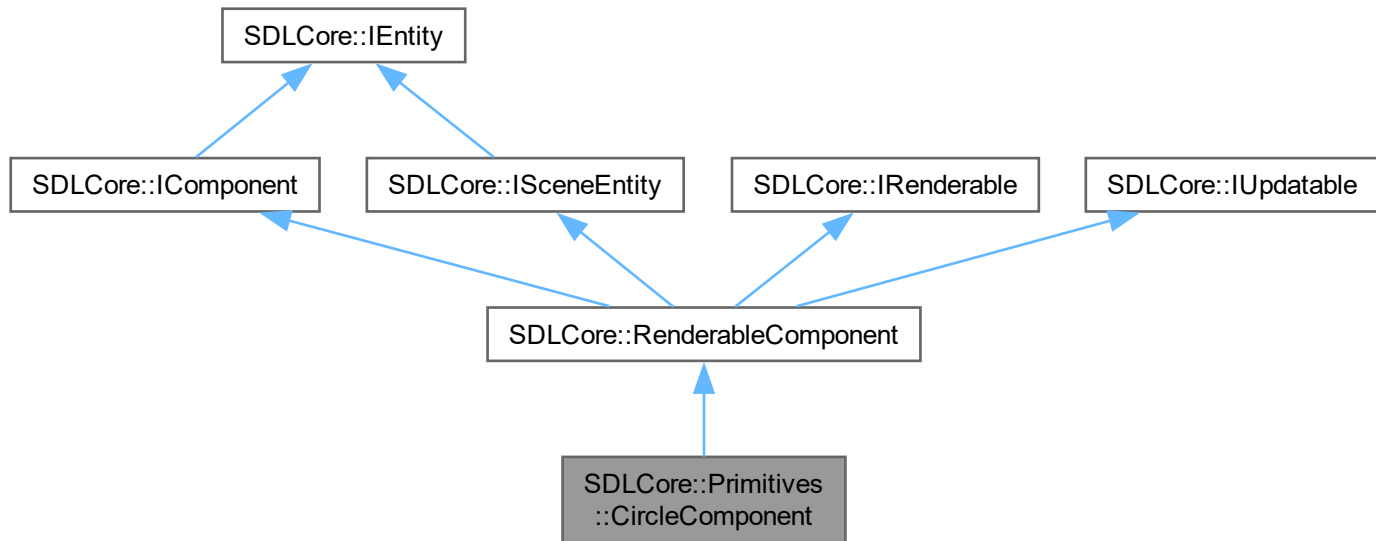 SDLCore::IEntity
SDLCore::IComponent
SDLCore::ISceneEntity
SDLCore::IRenderable
SDLCore::IUpdatable
SDLCore::RenderableComponent
SDLCore::Primitives
::CircleComponent